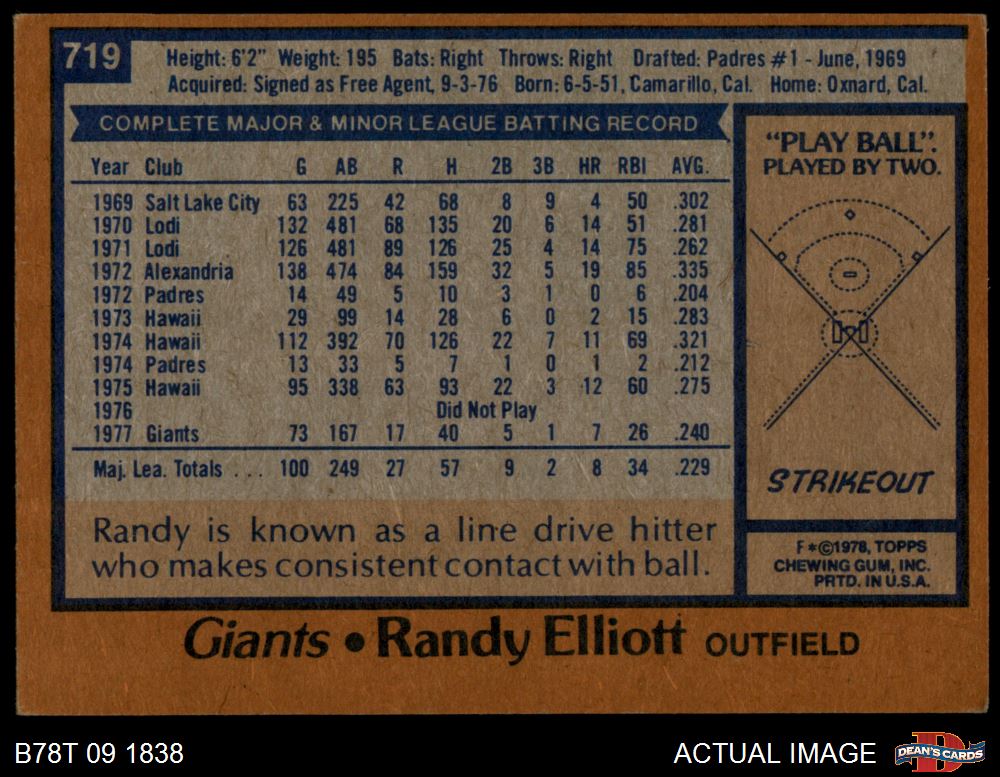 719
Height: 6'2" Weight: 195 Bats: Right Throws: Right Drafted: Padres #1 - June, 1969
Acquired: Signed as Free Agent, 9-3-76 Born: 6-5-51, Camarillo, Cal. Home: Oxnard, Cal.
COMPLETE MAJOR & MINOR LEAGUE BATTING RECORD
Year Club G AB R H 2B 3B HR RBI AVG.
1969 Salt Lake City 63 225 42 68 8 9 4 50 .302
1970 Lodi 132 481 68 135 20 6 14 51 .281
1971 Lodi 126 481 89 126 25 4 14 75 .262
1972 Alexandria 138 474 84 159 32 5 19 85 .335
1972 Padres 14 49 5 10 3 1 0 6 .204
1973 Hawaii 29 99 14 28 6 0 2 15 .283
1974 Hawaii 112 392 70 126 22 7 11 69 .321
1974 Padres 13 33 5 7 1 0 1 2 .212
1975 Hawaii 95 338 63 93 22 3 12 60 .275
1976 Did Not Play
1977 Giants 73 167 17 40 5 1 7 26 .240
Maj. Lea. Totals . . . 100 249 27 57 9 2 8 34 .229
Randy is known as a line drive hitter
who makes consistent contact with ball.
"PLAY BALL":
PLAYED BY TWO.
STRIKEOUT
F*©1978, TOPPS
CHEWING GUM, INC.
PRTD. IN U.S.A.
Giants • Randy Elliott OUTFIELD
B78T 09 1838
ACTUAL IMAGE
DEAN'S CARDS